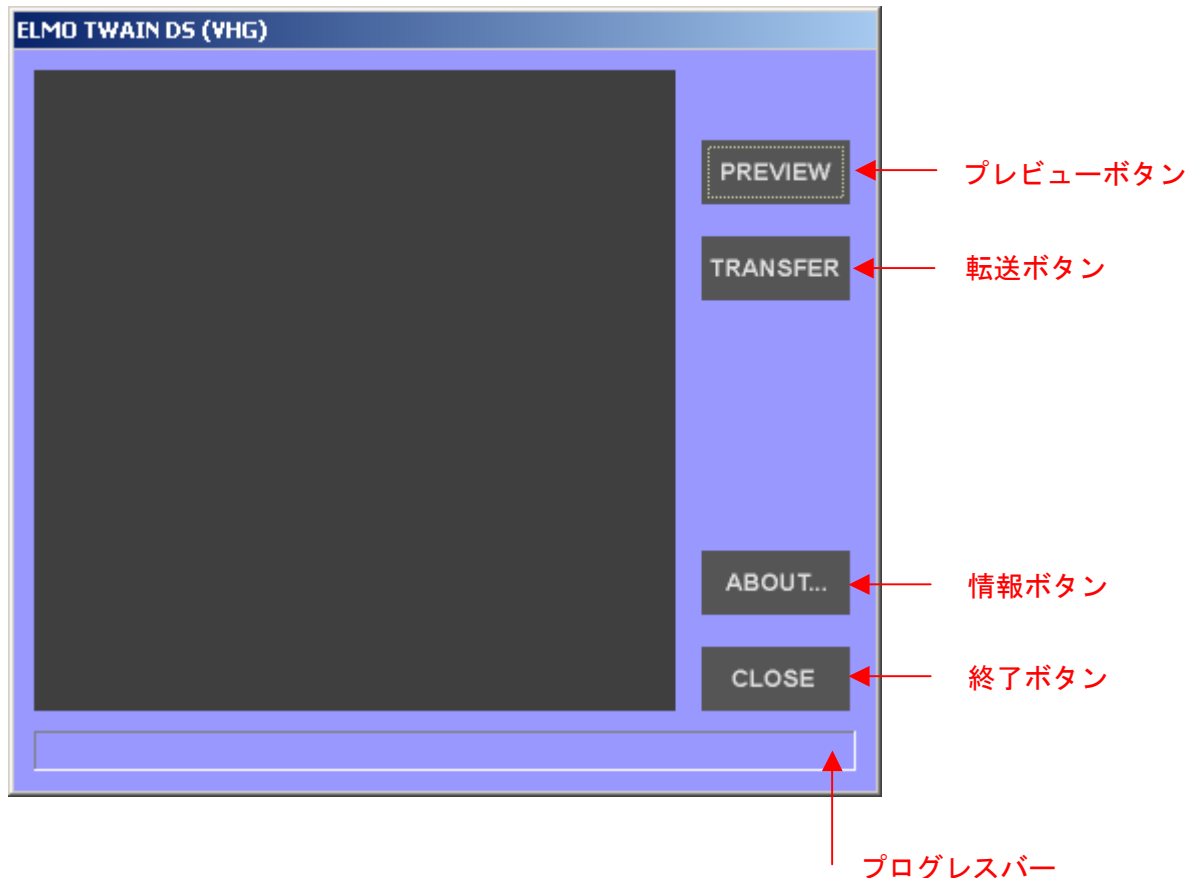 ELMO TWAIN DS (VHG)
PREVIEW
プレビューボタン
TRANSFER
転送ボタン
ABOUT...
情報ボタン
CLOSE
終了ボタン
プログレスバー